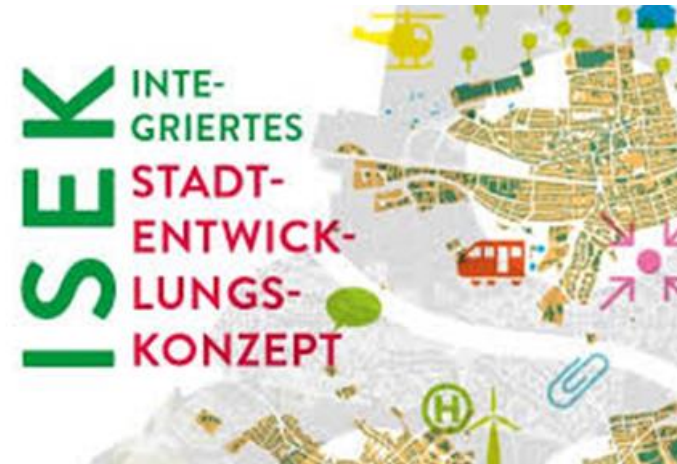 ISEK
INTE-
GRIERTES
STADT-
ENTWICK-
LUNGS-
KONZEPT
H